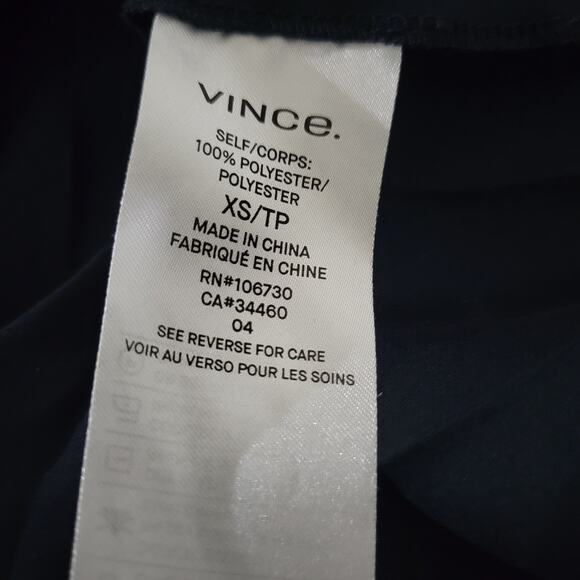 VINCE.
SELF/CORPS:
100% POLYESTER/
POLYESTER
XS/TP
MADE IN CHINA
FABRIQUÉ EN CHINE
RN#106730
CA#34460
04
SEE REVERSE FOR CARE
VOIR AU VERSO POUR LES SOINS